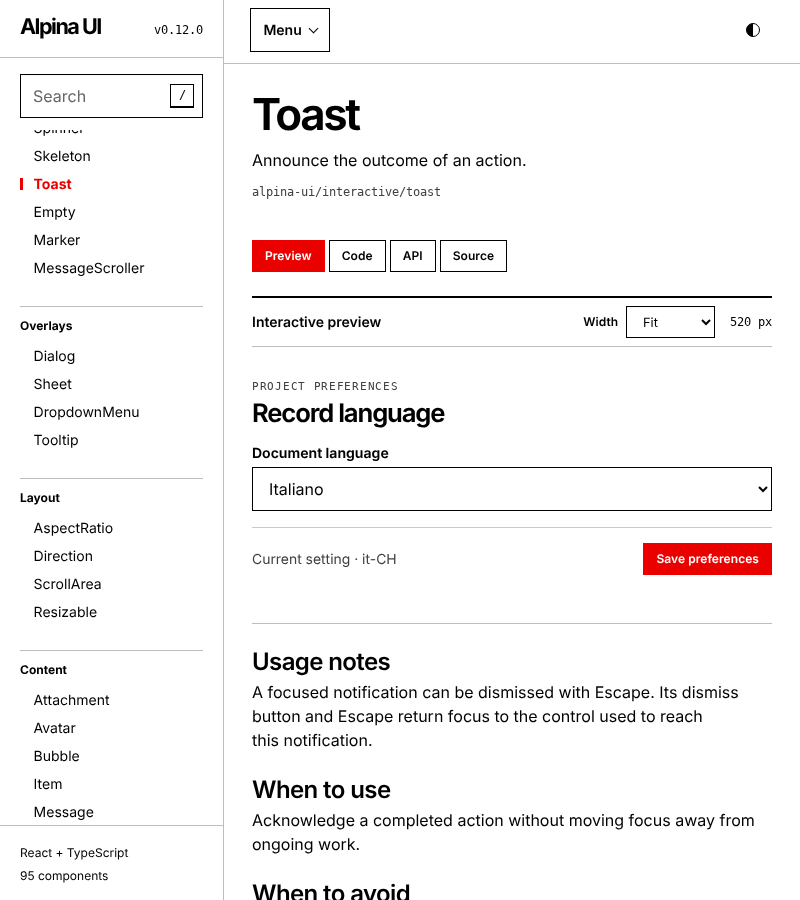 Alpina UI
v0.12.0
Search
/
Spinner
Skeleton
Toast
Empty
Marker
MessageScroller
Overlays
Dialog
Sheet
DropdownMenu
Tooltip
Layout
AspectRatio
Direction
ScrollArea
Resizable
Content
Attachment
Avatar
Bubble
Item
Message
React + TypeScript
95 components
Menu
Toast
Announce the outcome of an action.
alpina-ui/interactive/toast
Preview
Code
API
Source
Interactive preview
Width
Fit
520 px
PROJECT PREFERENCES
Record language
Document language
Italiano
Current setting · it-CH
Save preferences
Usage notes
A focused notification can be dismissed with Escape. Its dismiss
button and Escape return focus to the control used to reach
this notification.
When to use
Acknowledge a completed action without moving focus away from
ongoing work.
When to avoid